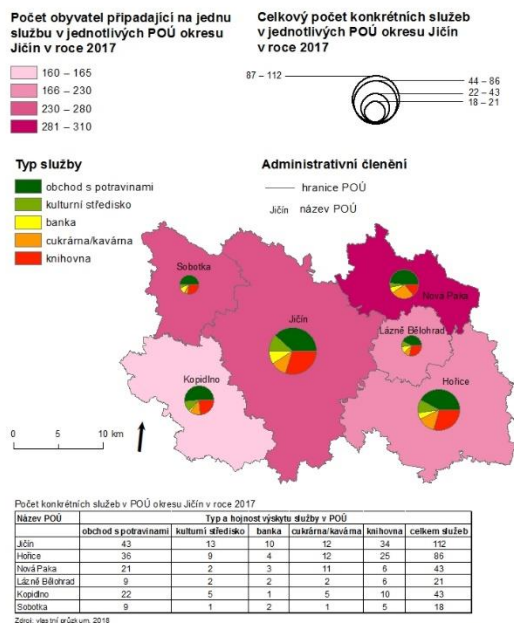 Počet obyvatel připadající na jednu
službu v jednotlivých POÚ okresu
Jičín v roce 2017
160 – 165
166 – 230
230 – 280
281 – 310
Celkový počet konkrétních služeb
v jednotlivých POÚ okresu Jičín
v roce 2017
87 – 112
44 – 86
22 – 43
18 – 21
Typ služby
obchod s potravinami
kulturní středisko
banka
cukrárna/kavárna
knihovna
Administrativní členění
hranice POÚ
Jičín název POÚ
Sobotka
Nová Paka
Jičín
Lázně Bělohrad
Kopidlno
Hořice
0 5 10 km
Počet konkrétních služeb v POÚ okresu Jičín v roce 2017
Název POÚ Typ a hojnost výskytu služby v POÚ
obchod s potravinami kulturní středisko banka cukrárna/kavárna knihovna celkem služeb
Jičín 43 13 10 12 34 112
Hořice 36 9 4 12 25 86
Nová Paka 21 2 3 11 6 43
Lázně Bělohrad 9 2 2 2 6 21
Kopidlno 22 5 1 5 10 43
Sobotka 9 1 2 1 5 18
Zdroj: vlastní průzkum, 2018